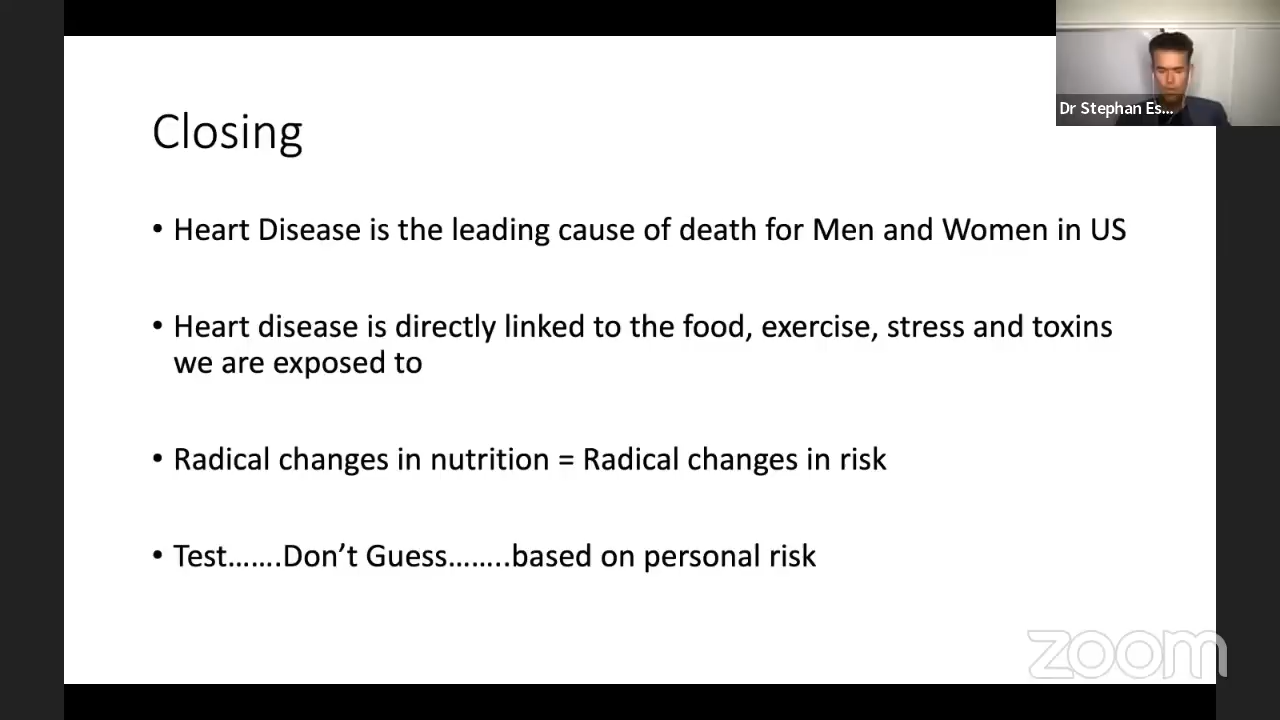 Dr Stephan Es...
Closing
• Heart Disease is the leading cause of death for Men and Women in US
• Heart disease is directly linked to the food, exercise, stress and toxins
we are exposed to
• Radical changes in nutrition = Radical changes in risk
• Test…….Don’t Guess……..based on personal risk
zoom